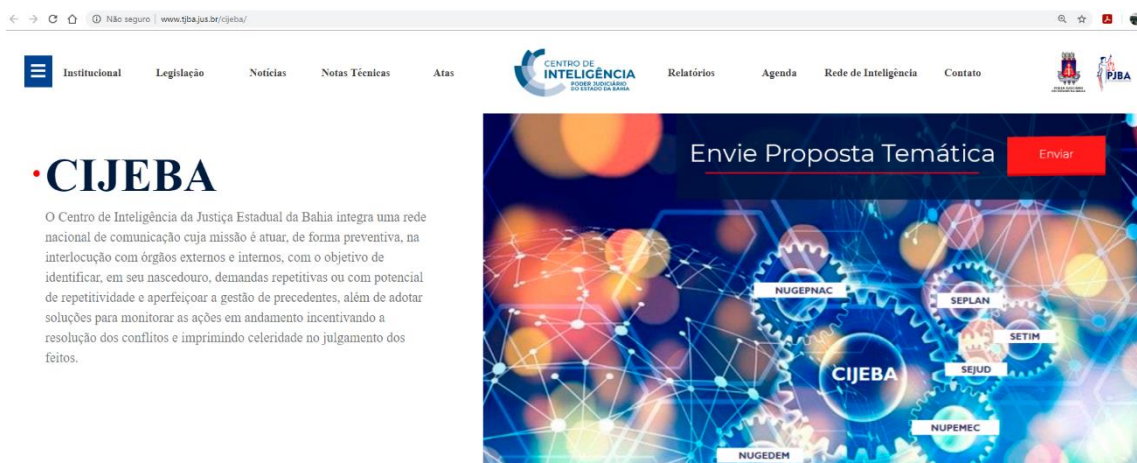 Não seguro | www.tjba.jus.br/cijeba/
Institucional Legislação Notícias Notas Técnicas Atas
CENTRO DE
INTELIGÊNCIA
PODER JUDICIÁRIO
DO ESTADO DA BAHIA
Relatórios Agenda Rede de Inteligência Contato
PJBA
Envie Proposta Temática
Enviar
CIJEBA
O Centro de Inteligência da Justiça Estadual da Bahia integra uma rede
nacional de comunicação cuja missão é atuar, de forma preventiva, na
interlocução com órgãos externos e internos, com o objetivo de
identificar, em seu nascedouro, demandas repetitivas ou com potencial
de repetitividade e aperfeiçoar a gestão de precedentes, além de adotar
soluções para monitorar as ações em andamento incentivando a
resolução dos conflitos e imprimindo celeridade no julgamento dos
feitos.
NUGEPNAC
SEPLAN
SETIM
CIJEBA
SEJUD
NUPEMEC
NUGEDEM